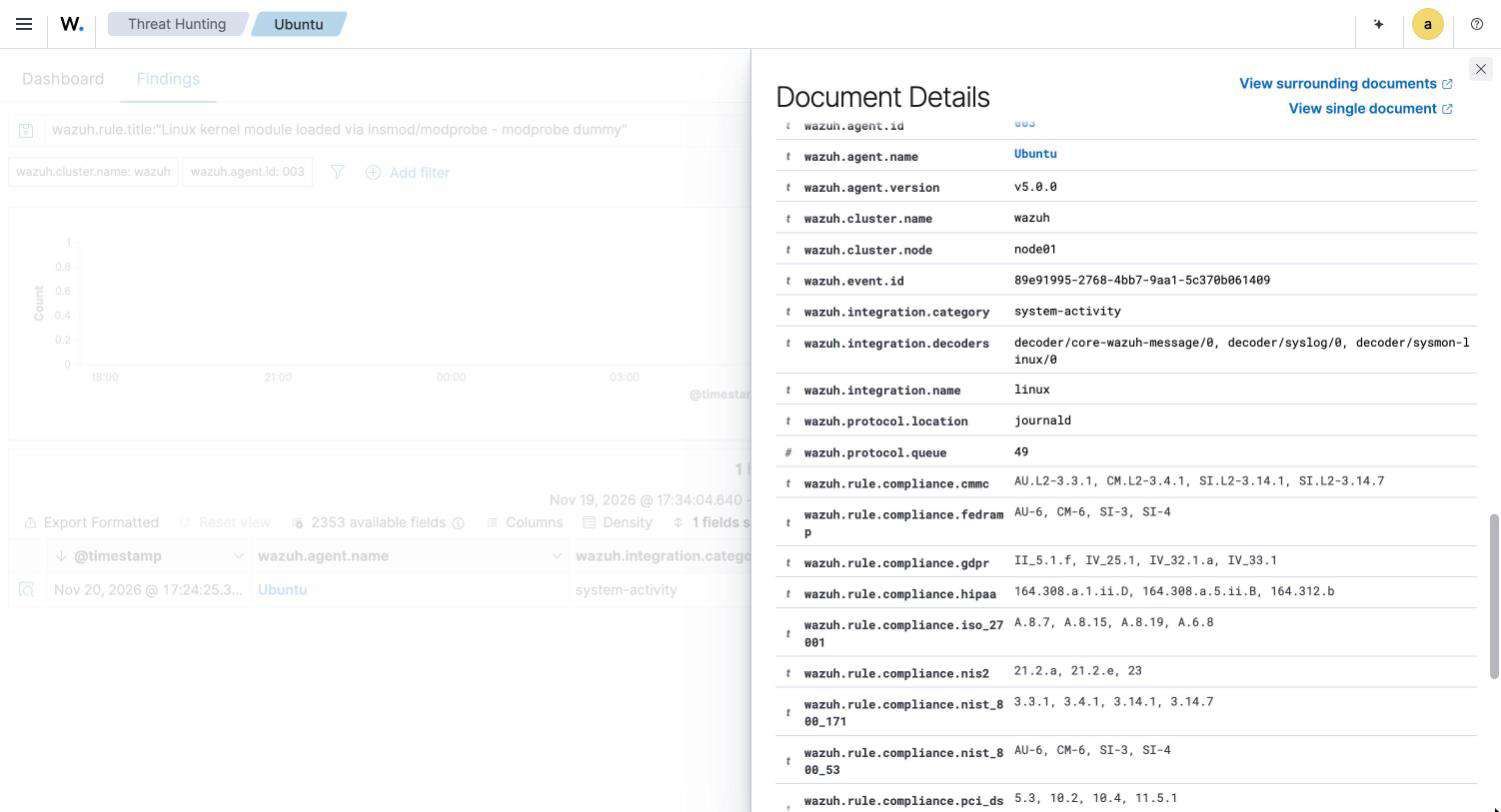 W.
Threat Hunting
Ubuntu
a
Dashboard
Findings
wazuh.rule.title:"Linux kernel module loaded via insmod/modprobe - modprobe dummy"
wazuh.cluster.name: wazuh
wazuh.agent.id: 003
Add filter
Count
1
0.8
0.6
0.4
0.2
0
18:00
21:00
00:00
03:00
@timestar
1 h
Nov 19, 2026 @ 17:34:04.640 -
Export Formatted
Reset view
2353 available fields
Columns
Density
1 fields s
@timestamp
wazuh.agent.name
wazuh.integration.catego
Nov 20, 2026 @ 17:24:25.3...
Ubuntu
system-activity
Document Details
View surrounding documents
View single document
t wazuh.agent.id 003
t wazuh.agent.name Ubuntu
t wazuh.agent.version v5.0.0
t wazuh.cluster.name wazuh
t wazuh.cluster.node node01
t wazuh.event.id 89e91995-2768-4bb7-9aa1-5c370b061409
t wazuh.integration.category system-activity
t wazuh.integration.decoders decoder/core-wazuh-message/0, decoder/syslog/0, decoder/sysmon-l
inux/0
t wazuh.integration.name linux
t wazuh.protocol.location journald
# wazuh.protocol.queue 49
t wazuh.rule.compliance.cmmc AU.L2-3.3.1, CM.L2-3.4.1, SI.L2-3.14.1, SI.L2-3.14.7
t wazuh.rule.compliance.fedram AU-6, CM-6, SI-3, SI-4
p
t wazuh.rule.compliance.gdpr II_5.1.f, IV_25.1, IV_32.1.a, IV_33.1
t wazuh.rule.compliance.hipaa 164.308.a.1.ii.D, 164.308.a.5.ii.B, 164.312.b
t wazuh.rule.compliance.iso_27 A.8.7, A.8.15, A.8.19, A.6.8
001
t wazuh.rule.compliance.nis2 21.2.a, 21.2.e, 23
t wazuh.rule.compliance.nist_8 3.3.1, 3.4.1, 3.14.1, 3.14.7
00_171
t wazuh.rule.compliance.nist_8 AU-6, CM-6, SI-3, SI-4
00_53
t wazuh.rule.compliance.pci_ds 5.3, 10.2, 10.4, 11.5.1